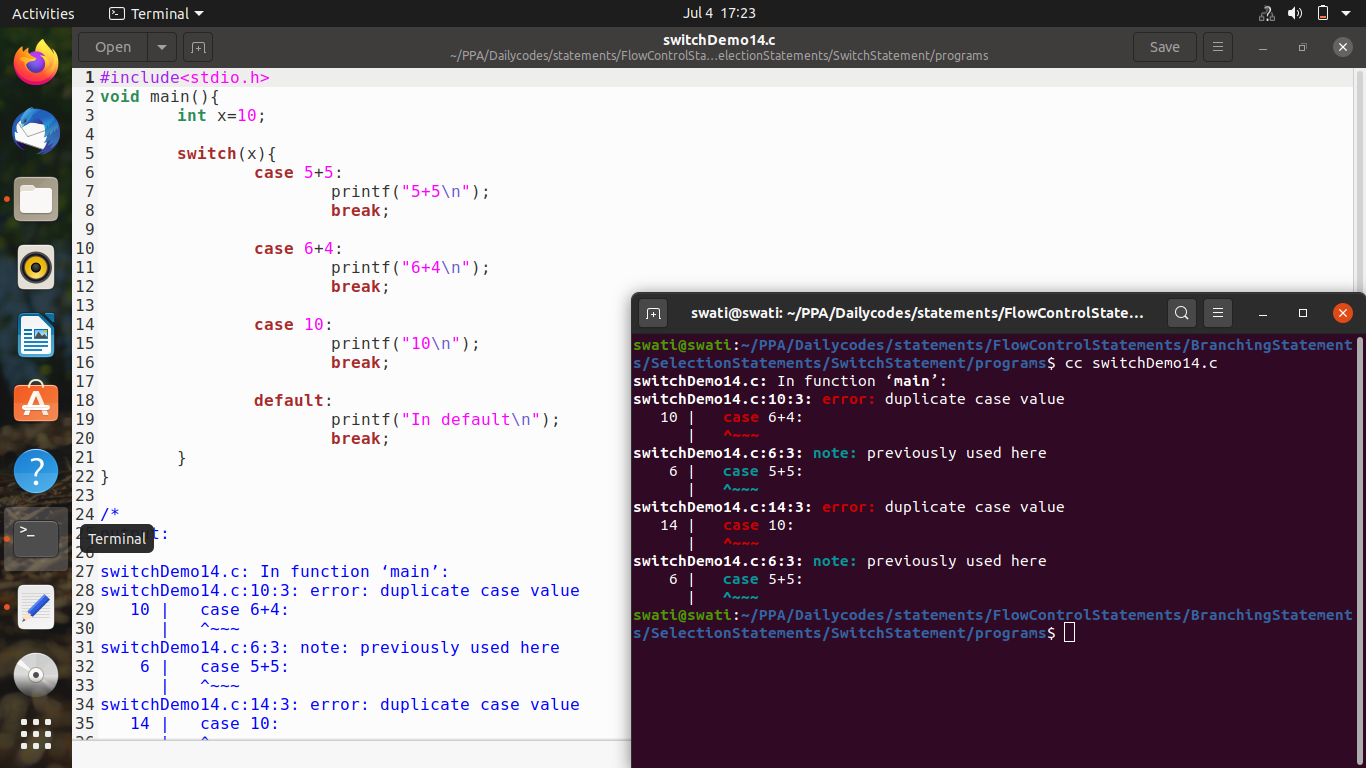 Activities
Terminal
Jul 4 17:23
Open
switchDemo14.c
~/PPA/Dailycodes/statements/FlowControlSta...electionStatements/SwitchStatement/programs
Save
1 #include<stdio.h>
2 void main(){
3 int x=10;
4
5 switch(x){
6 case 5+5:
7 printf("5+5\n");
8 break;
9
10 case 6+4:
11 printf("6+4\n");
12 break;
13
14 case 10:
15 printf("10\n");
16 break;
17
18 default:
19 printf("In default\n");
20 break;
21 }
22 }
23
24 /*
Terminal
26
27 switchDemo14.c: In function ‘main’:
28 switchDemo14.c:10:3: error: duplicate case value
29 10 | case 6+4:
30 | ^~~~
31 switchDemo14.c:6:3: note: previously used here
32 6 | case 5+5:
33 | ^~~~
34 switchDemo14.c:14:3: error: duplicate case value
35 14 | case 10:
swati@swati: ~/PPA/Dailycodes/statements/FlowControlState...
swati@swati:~/PPA/Dailycodes/statements/FlowControlStatements/BranchingStatement
s/SelectionStatements/SwitchStatement/programs$ cc switchDemo14.c
switchDemo14.c: In function ‘main’:
switchDemo14.c:10:3: error: duplicate case value
10 | case 6+4:
| ^~~~
switchDemo14.c:6:3: note: previously used here
6 | case 5+5:
| ^~~~
switchDemo14.c:14:3: error: duplicate case value
14 | case 10:
| ^~~~
switchDemo14.c:6:3: note: previously used here
6 | case 5+5:
| ^~~~
swati@swati:~/PPA/Dailycodes/statements/FlowControlStatements/BranchingStatement
s/SelectionStatements/SwitchStatement/programs$